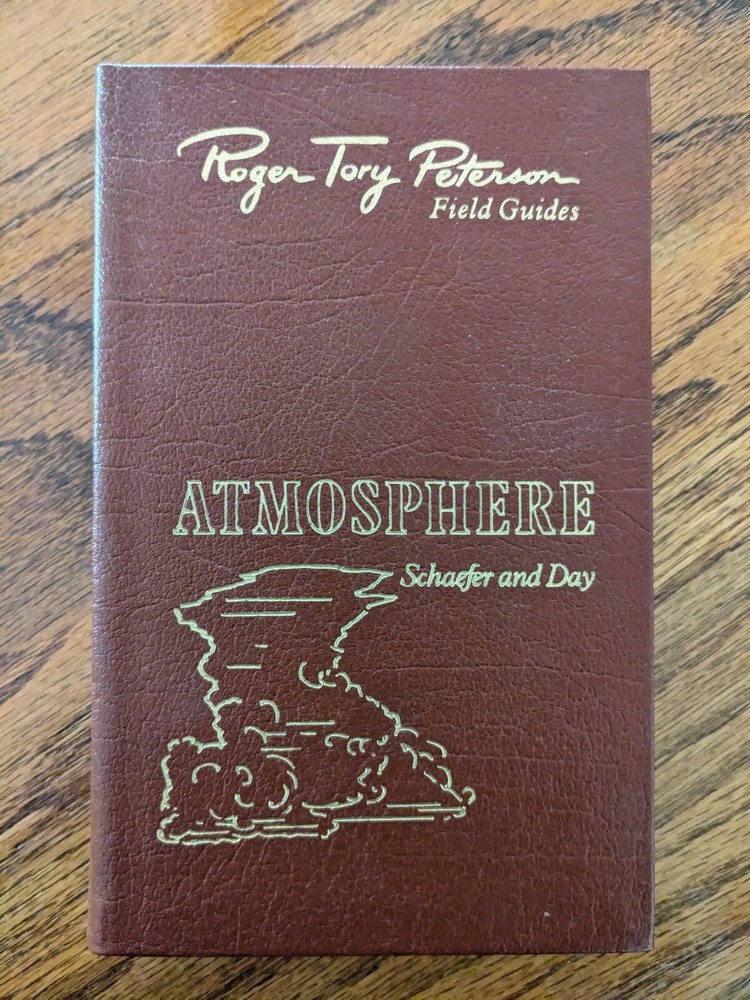 Roger Tory Peterson
Field Guides
ATMOSPHERE
Schaefer and Day